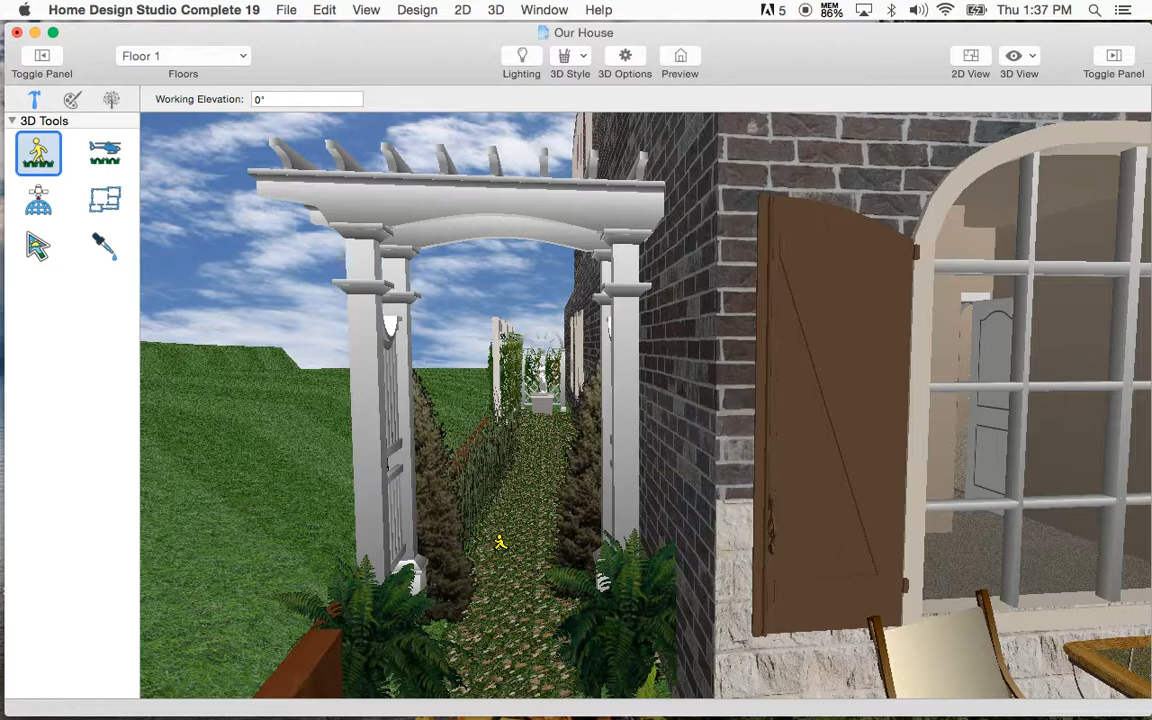 Home Design Studio Complete 19 File Edit View Design 2D 3D Window Help 5 MEM 86% Thu 1:37 PM
Our House
Floor 1
Toggle Panel Floors Lighting 3D Style 3D Options Preview 2D View 3D View Toggle Panel
Working Elevation: 0"
3D Tools